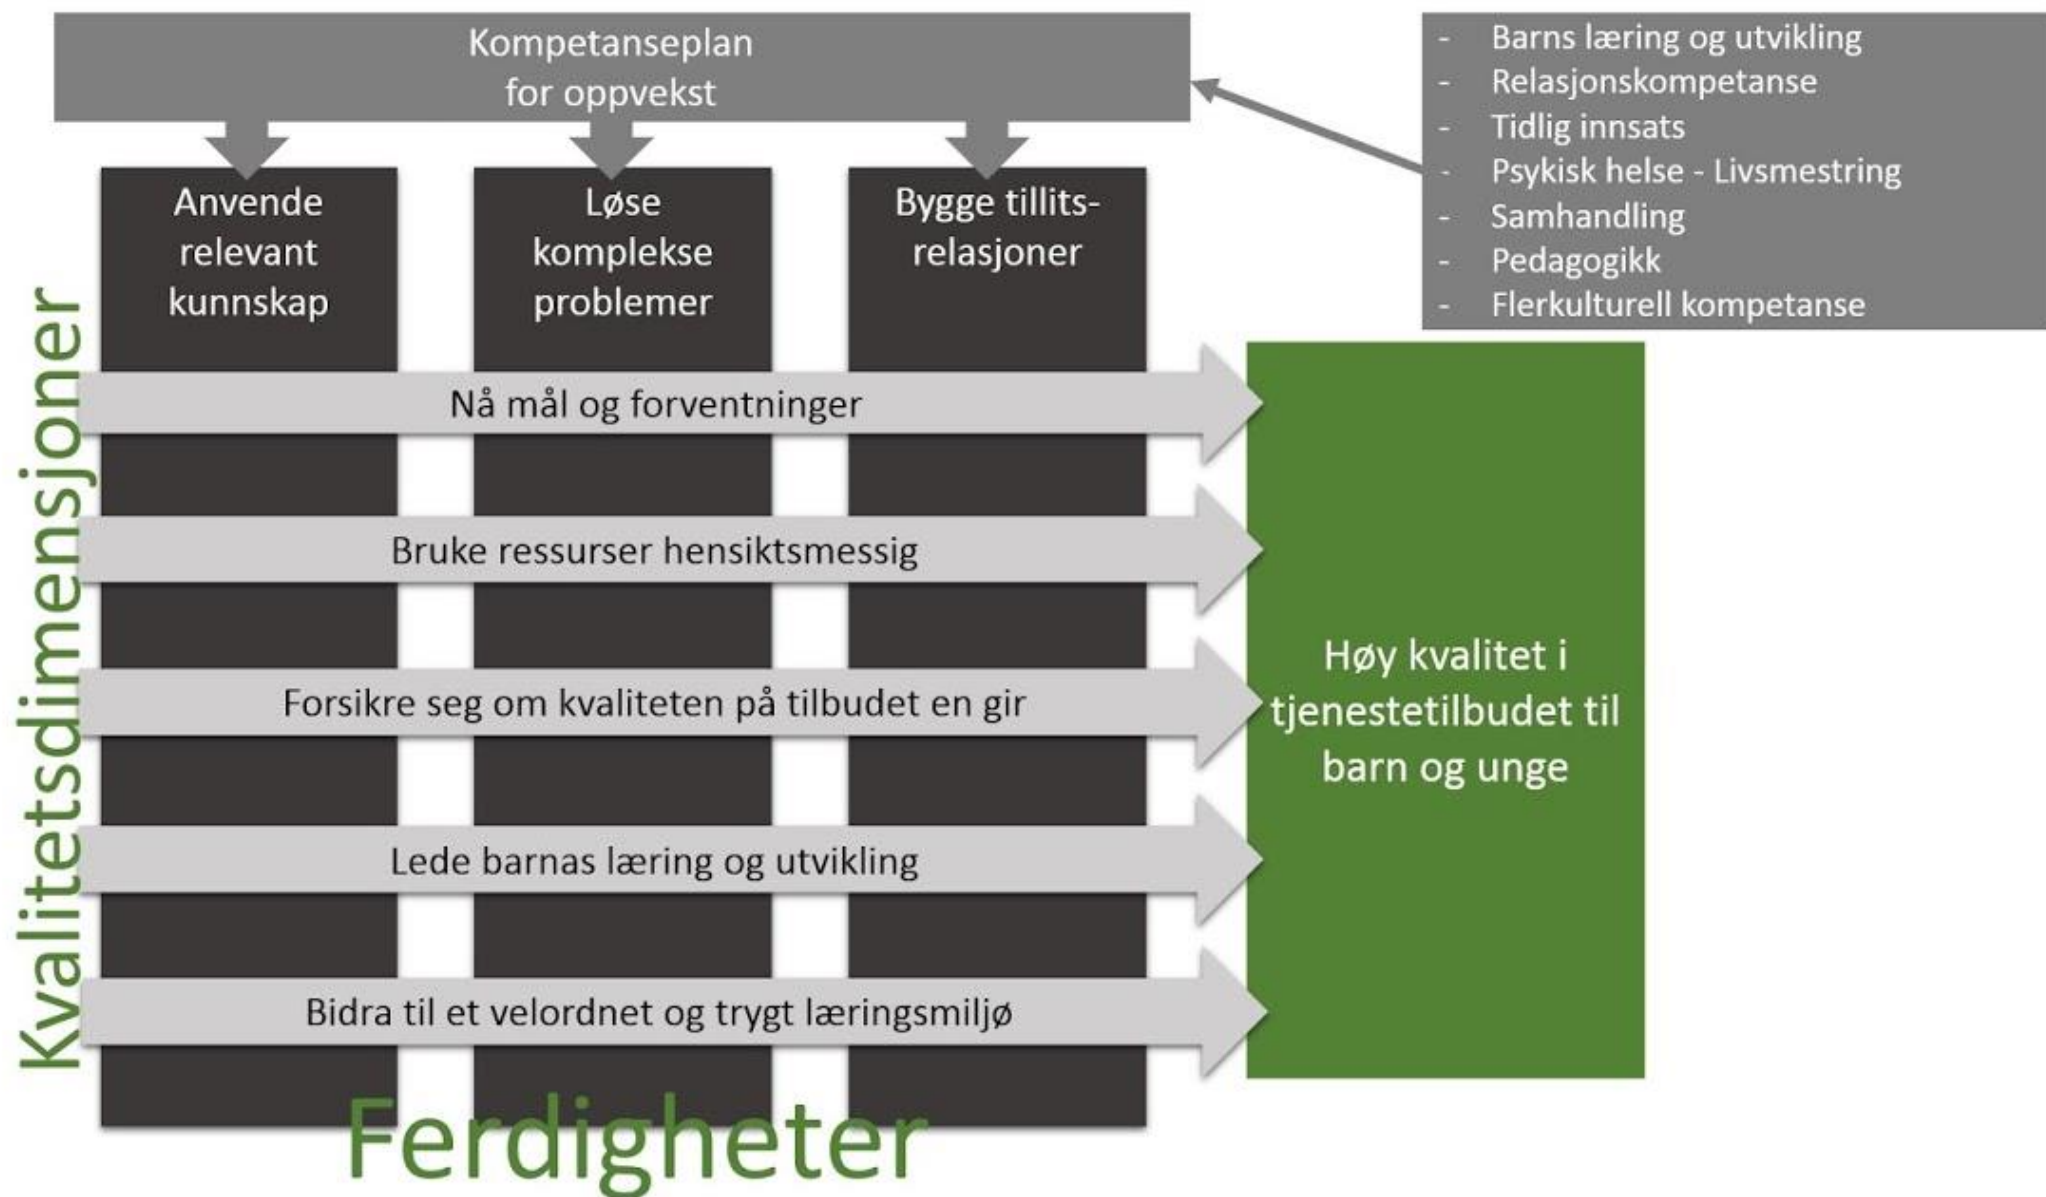 Kompetanseplan
for oppvekst
- Barns læring og utvikling
- Relasjonskompetanse
- Tidlig innsats
- Psykisk helse - Livsmestring
- Samhandling
- Pedagogikk
- Flerkulturell kompetanse
Anvende
relevant
kunnskap
Løse
komplekse
problemer
Bygge tillits-
relasjoner
Kvalitetsdimensjoner
Nå mål og forventninger
Bruke ressurser hensiktsmessig
Forsikre seg om kvaliteten på tilbudet en gir
Lede barnas læring og utvikling
Bidra til et velordnet og trygt læringsmiljø
Høy kvalitet i
tjenestetilbudet til
barn og unge
Ferdigheter